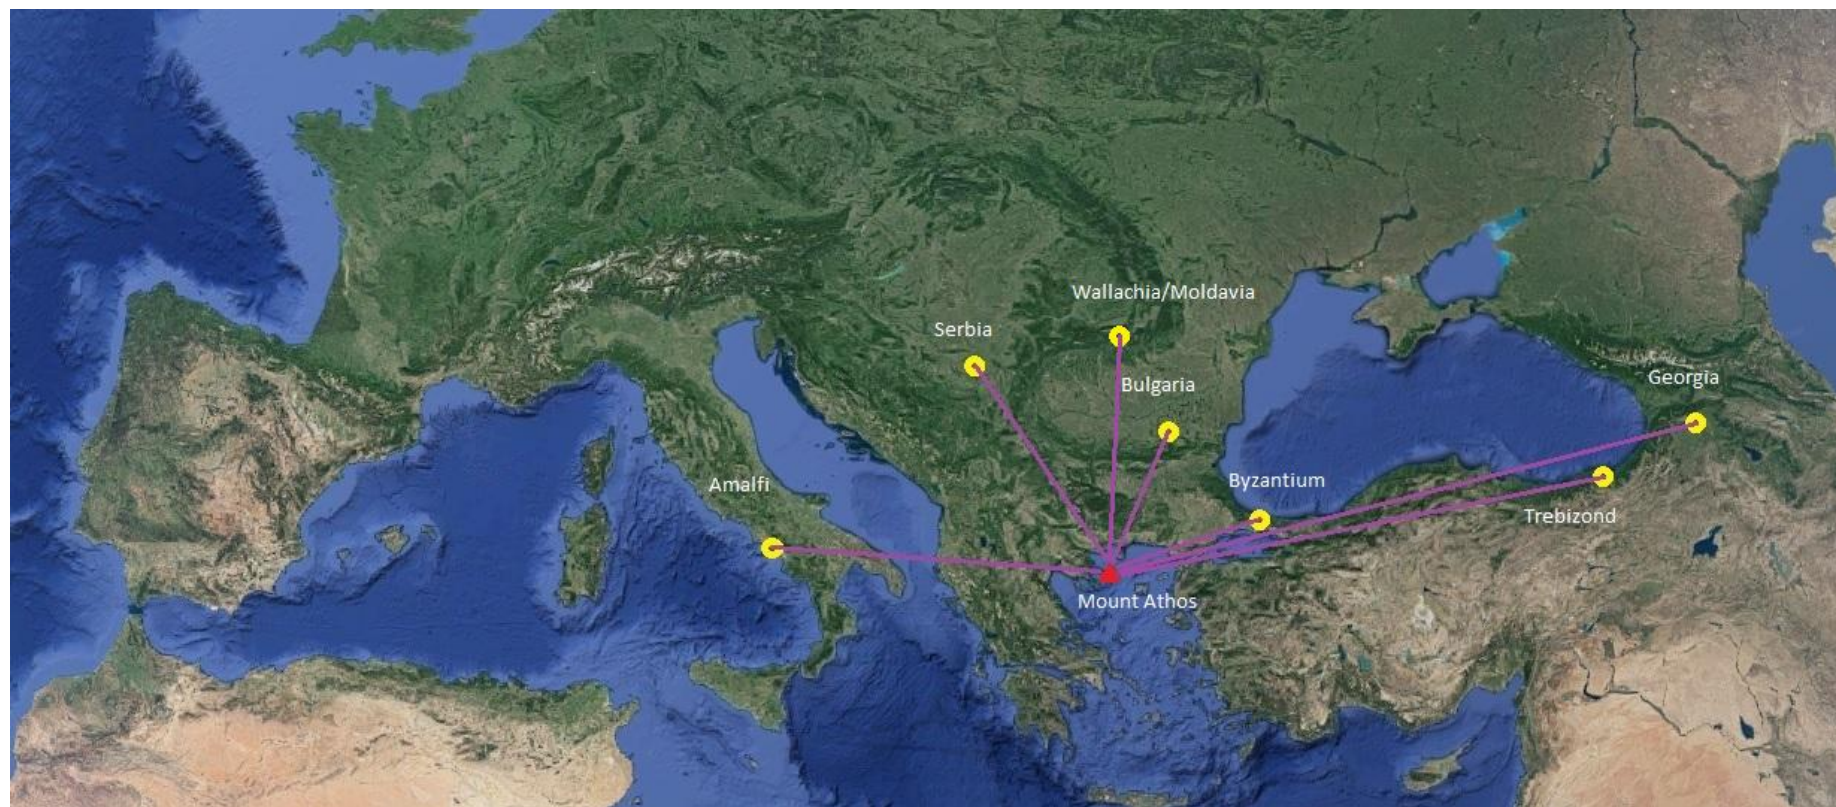 Wallachia/Moldavia
Serbia
Georgia
Bulgaria
Byzantium
Amalfi
Trebizond
Mount Athos